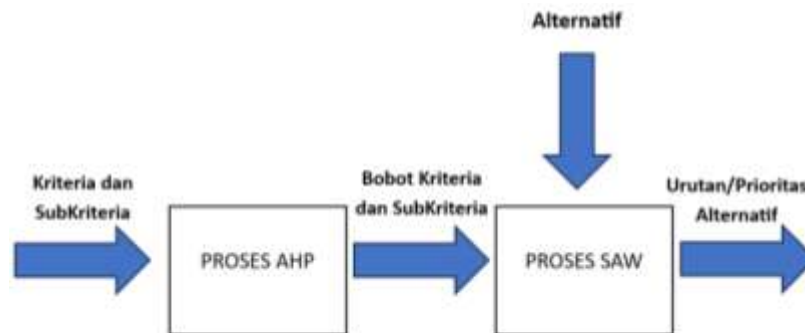 Alternatif
Kriteria dan
SubKriteria
PROSES AHP
Bobot Kriteria
dan SubKriteria
PROSES SAW
Urutan/Prioritas
Alternatif